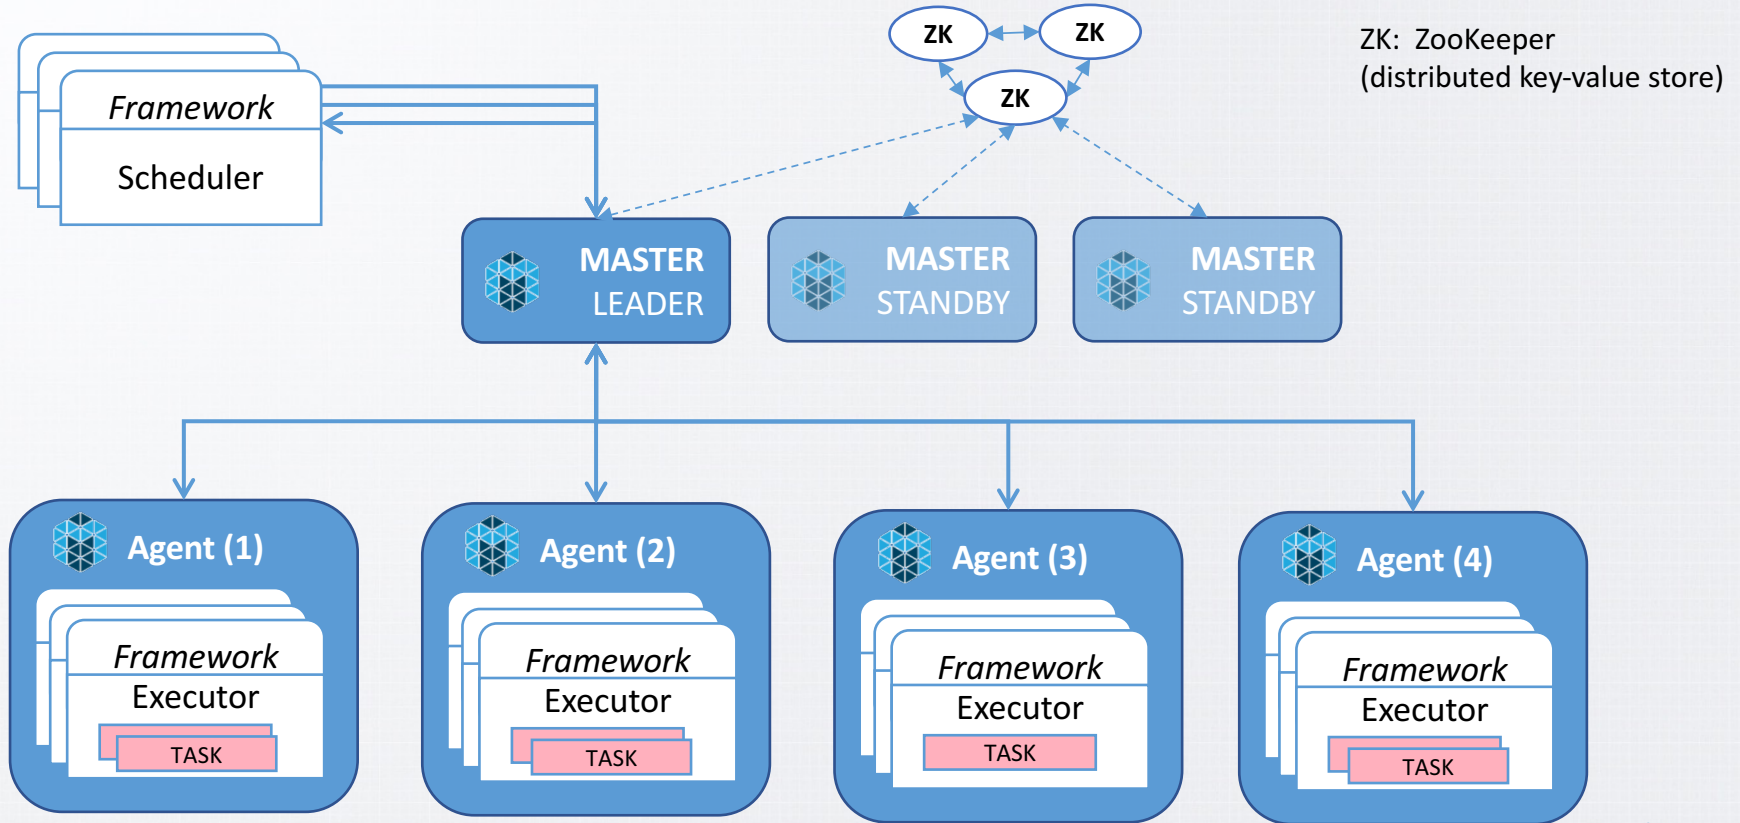 ZK
ZK
ZK
ZK: ZooKeeper
(distributed key-value store)
Framework
Scheduler
MASTER
LEADER
MASTER
STANDBY
MASTER
STANDBY
Agent (1)
Framework
Executor
TASK
Agent (2)
Framework
Executor
TASK
Agent (3)
Framework
Executor
TASK
Agent (4)
Framework
Executor
TASK